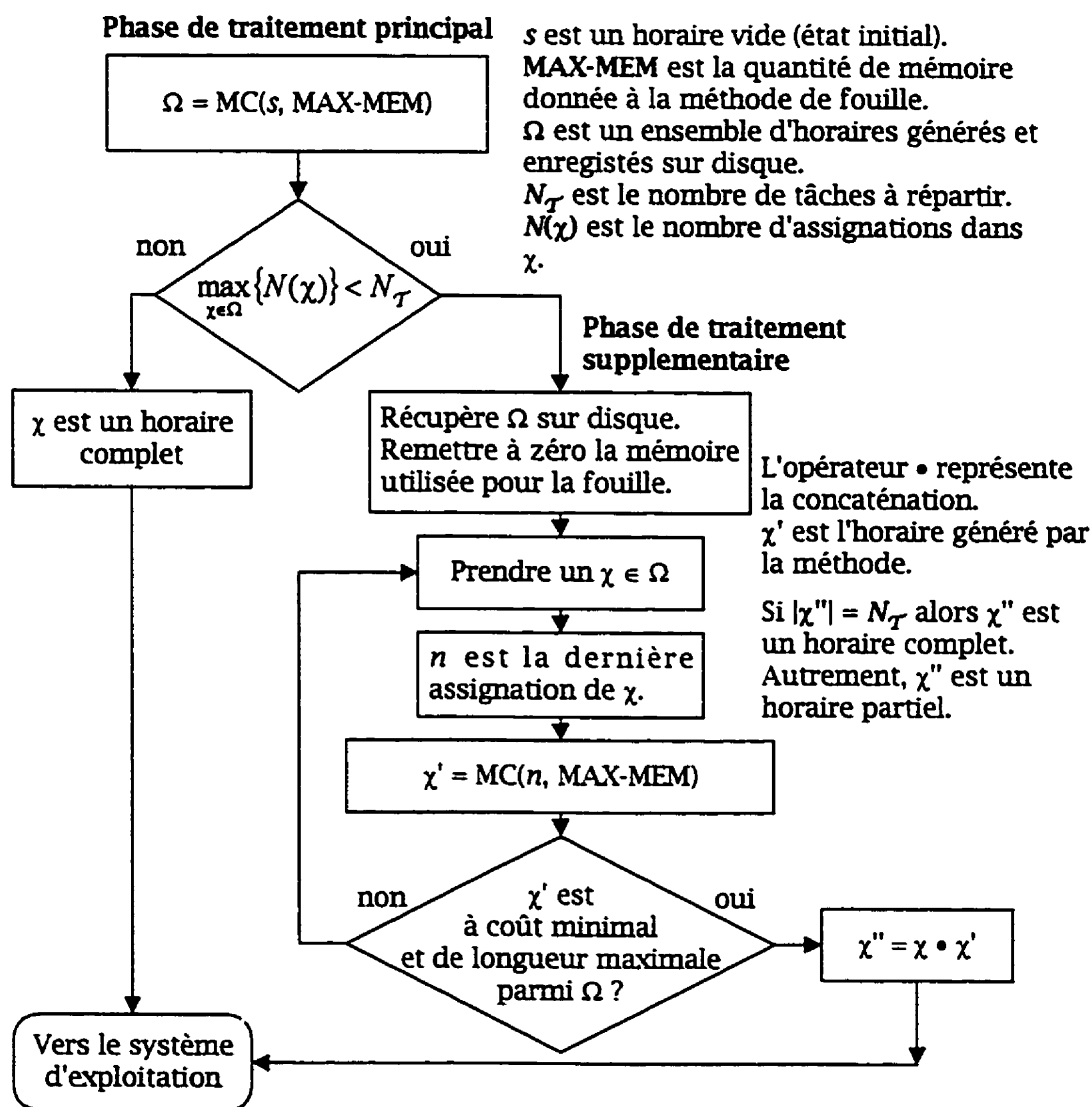 Phase de traitement principal
Ω = MC(s, MAX-MEM)
s est un horaire vide (état initial).
MAX-MEM est la quantité de mémoire
donnée à la méthode de fouille.
Ω est un ensemble d'horaires générés et
enregistés sur disque.
N𝒯 est le nombre de tâches à répartir.
N(χ) est le nombre d'assignations dans
χ.
non
oui
max{N(χ)} < N𝒯
χ∈Ω
Phase de traitement
supplementaire
χ est un horaire
complet
Récupère Ω sur disque.
Remettre à zéro la mémoire
utilisée pour la fouille.
L'opérateur • représente
la concaténation.
χ' est l'horaire généré par
la méthode.
Prendre un χ ∈ Ω
Si |χ''| = N𝒯 alors χ'' est
un horaire complet.
Autrement, χ'' est un
horaire partiel.
n est la dernière
assignation de χ.
χ' = MC(n, MAX-MEM)
non
oui
χ' est
à coût minimal
et de longueur maximale
parmi Ω ?
χ'' = χ • χ'
Vers le système
d'exploitation